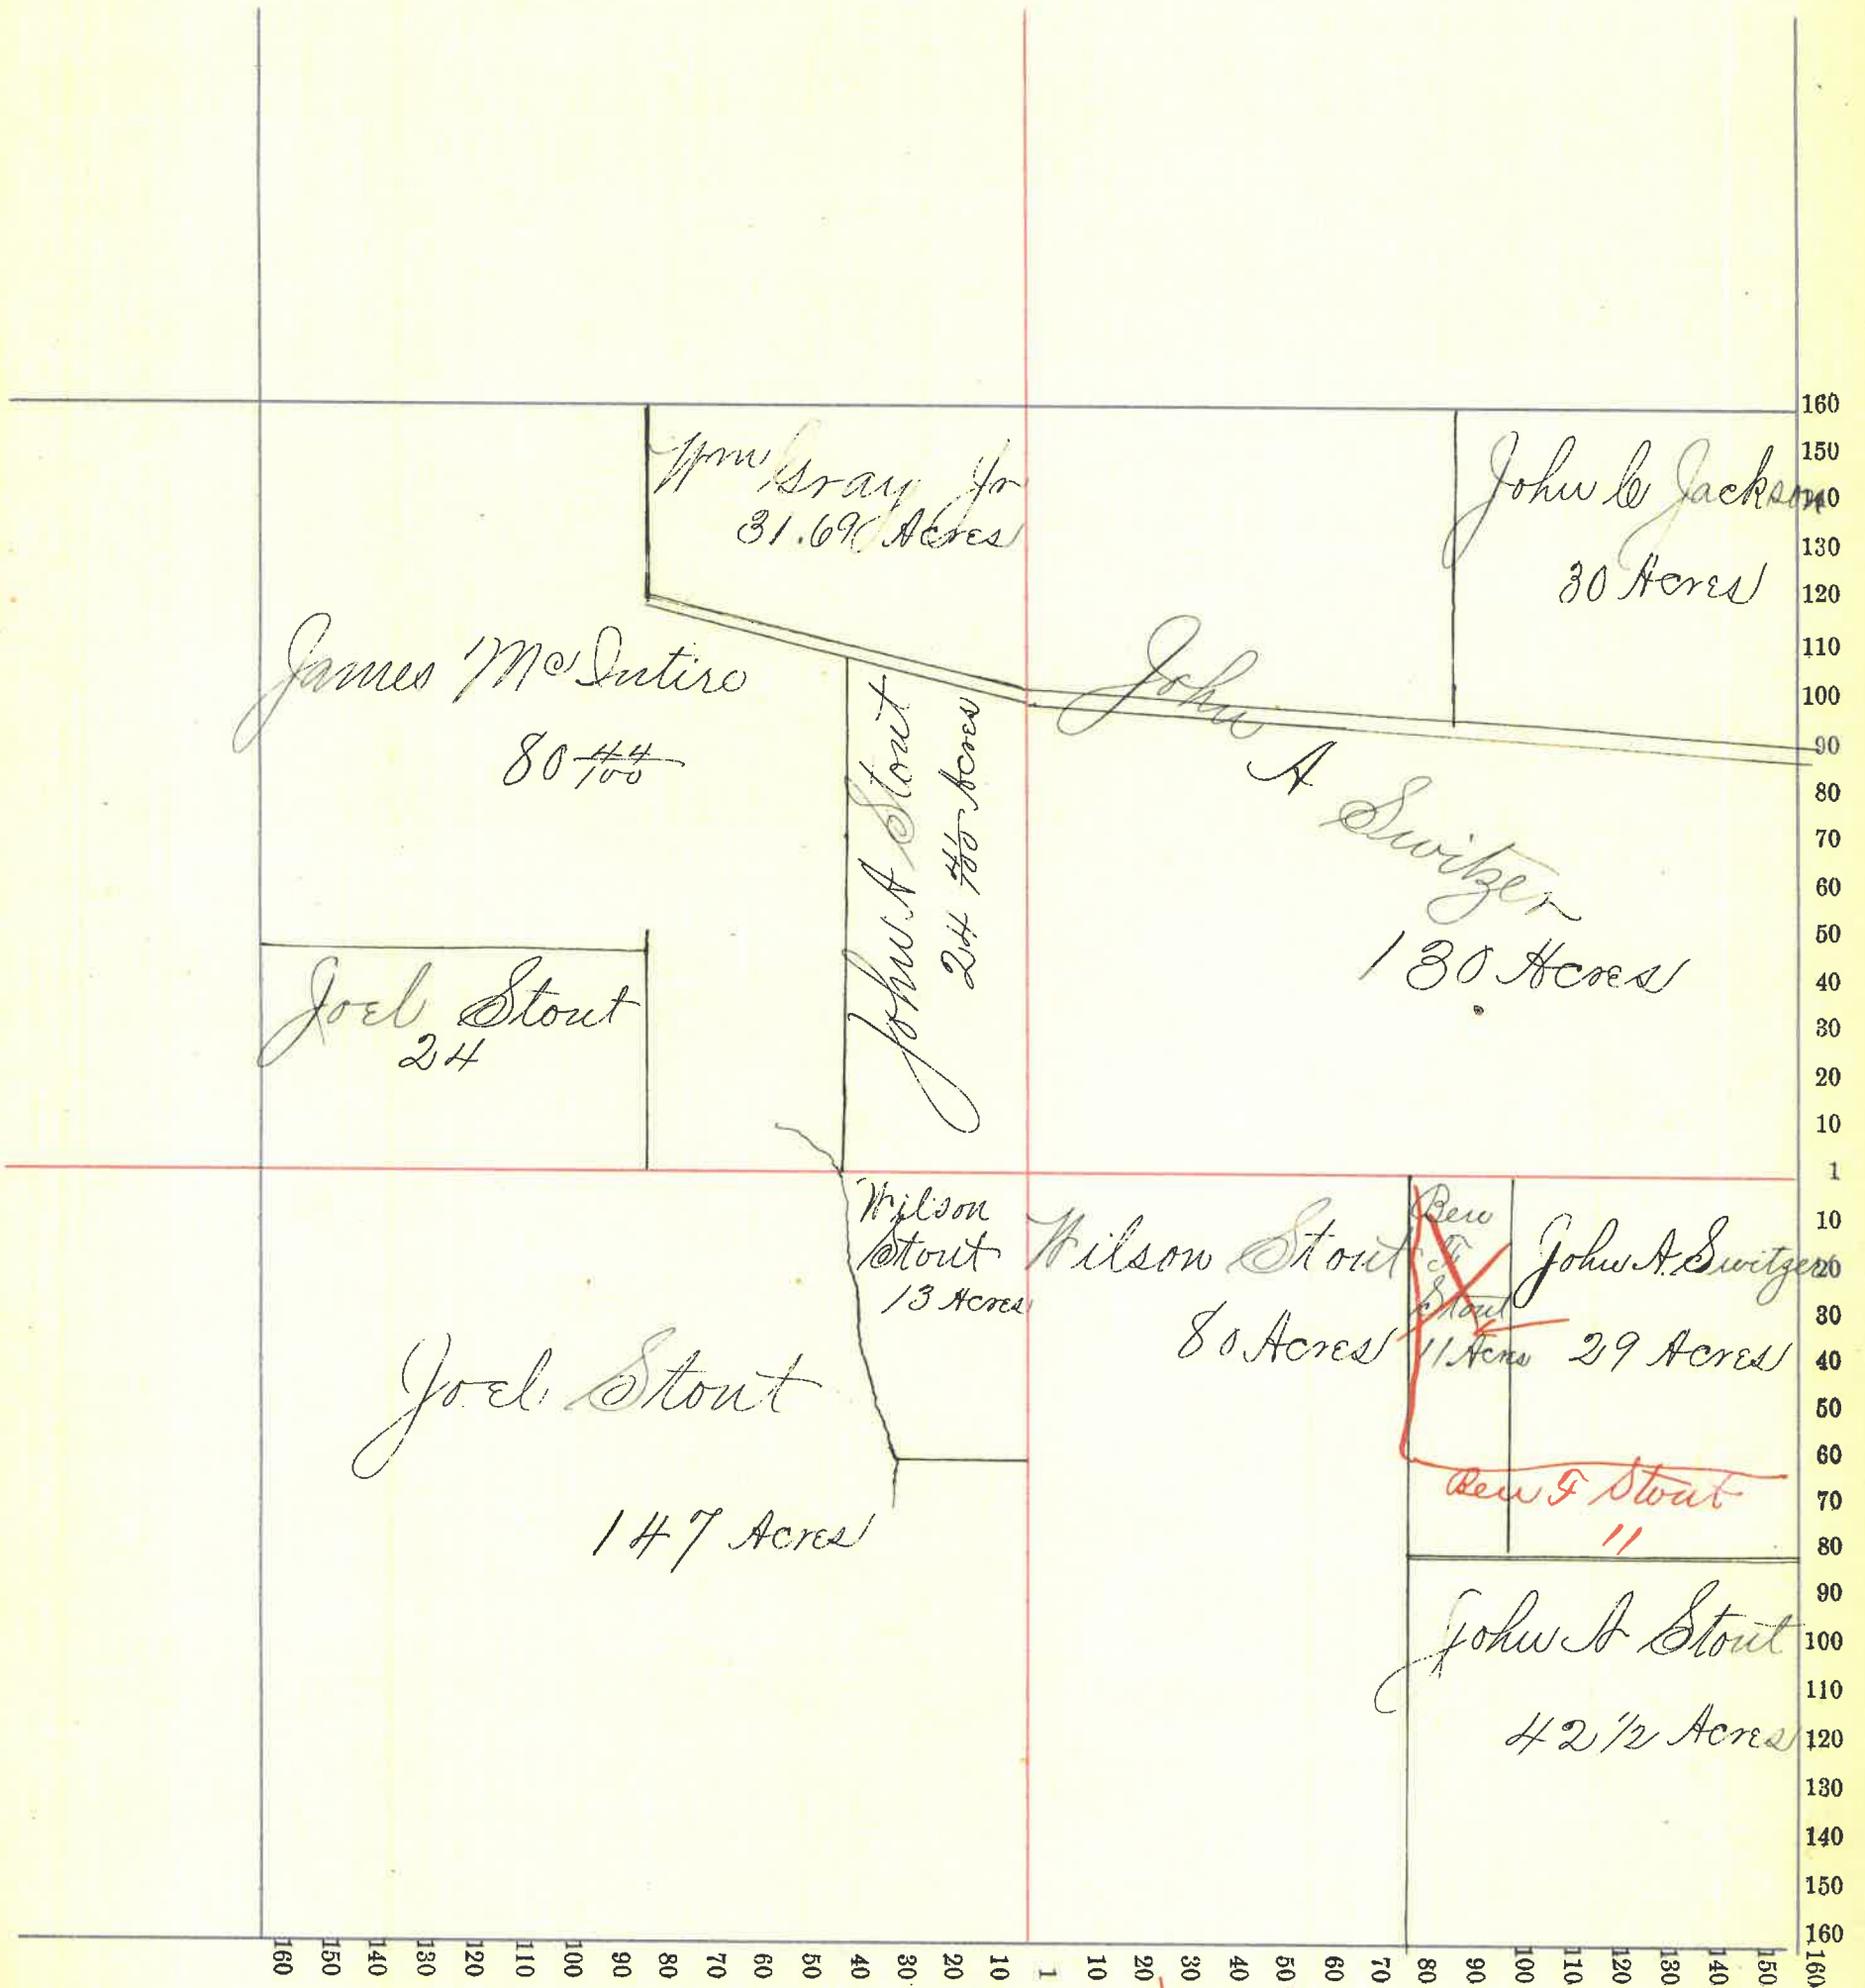 Wm Gray Jr
31.69 Acres
John C Jackson
30 Acres
James McIntire
80 44/100
John A Stout
24 41/100 Acres
John A Switzer
130 Acres
Joel Stout
24
Wilson
Stout
13 Acres
Wilson Stout
80 Acres
Ben
F
Stout
11 Acres
John A. Switzer
29 Acres
Joel Stout
147 Acres
Ben F Stout
11
John A Stout
42 1/2 Acres
160
150
140
130
120
110
100
90
80
70
60
50
40
30
20
10
1
10
20
30
40
50
60
70
80
90
100
110
120
130
140
150
160
160 150 140 130 120 110 100 90 80 70 60 50 40 30 20 10 1 10 20 30 40 50 60 70 80 90 100 110 120 130 140 150 160